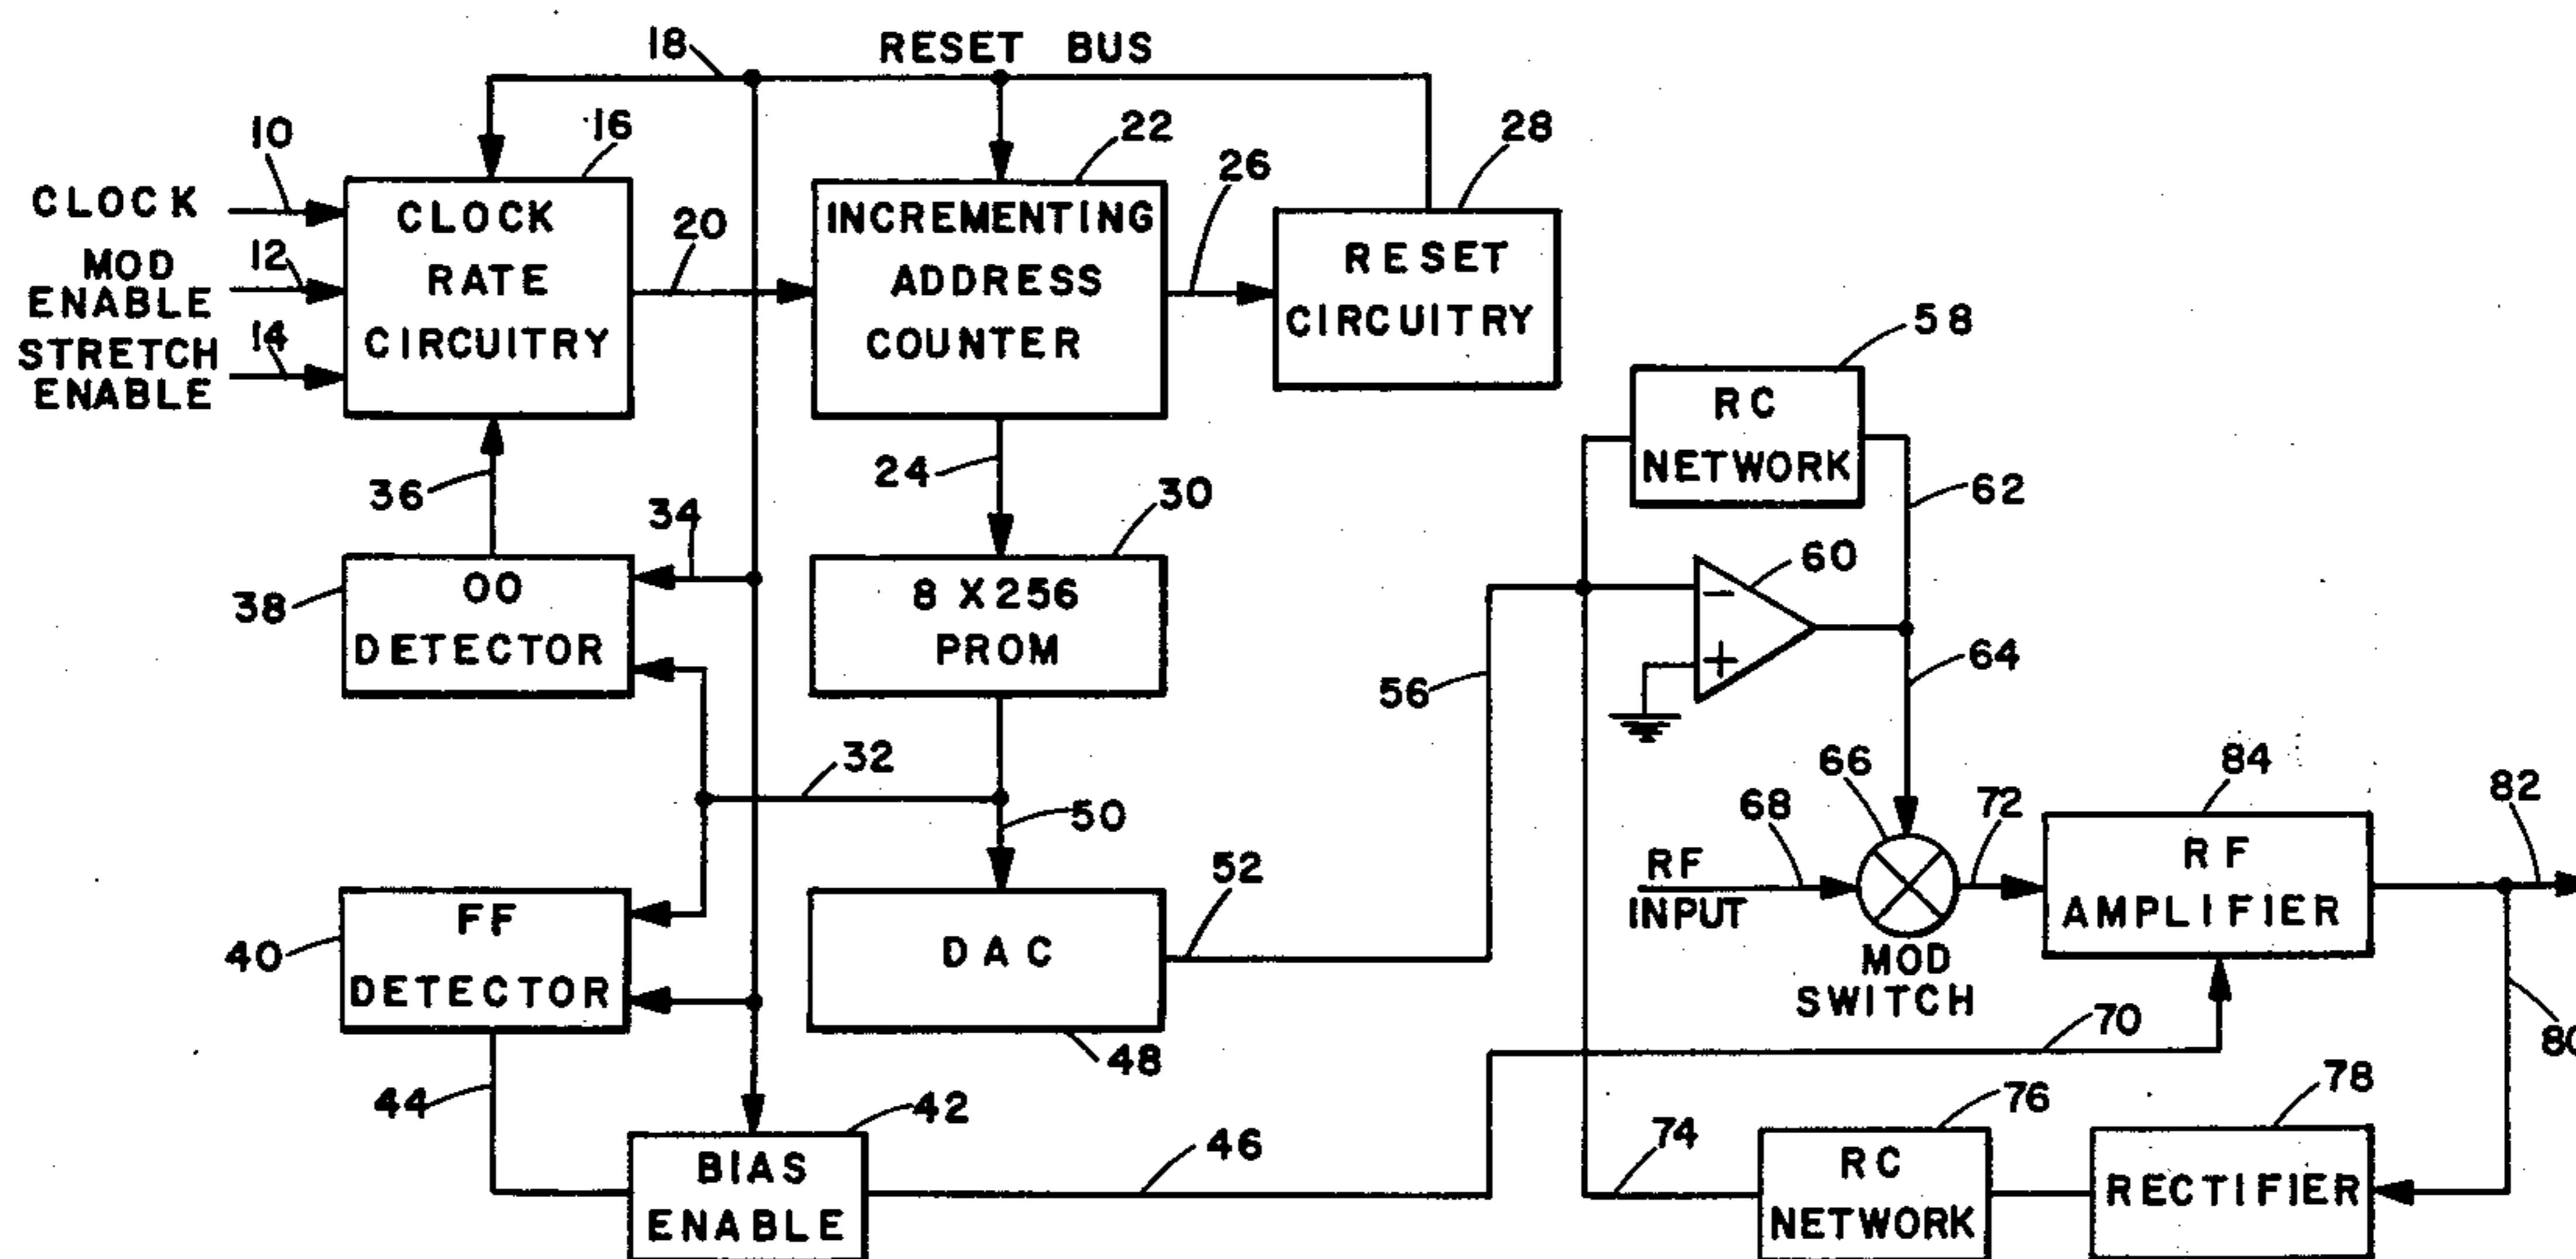 18
RESET BUS
10
16
22
28
CLOCK
CLOCK
RATE
CIRCUITRY
20
INCREMENTING
ADDRESS
COUNTER
26
RESET
CIRCUITRY
12
MOD
ENABLE
14
STRETCH
ENABLE
58
RC
NETWORK
36
34
24
30
62
38
00
DETECTOR
8 X 256
PROM
60
−
+
56
64
32
50
66
68
72
84
82
40
FF
DETECTOR
DAC
52
RF
INPUT
MOD
SWITCH
RF
AMPLIFIER
48
70
80
44
42
BIAS
ENABLE
46
74
76
RC
NETWORK
78
RECTIFIER